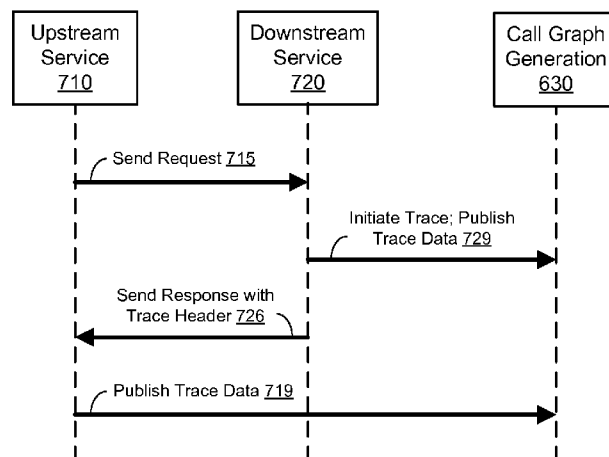 Upstream
Service
710
Downstream
Service
720
Call Graph
Generation
630
Send Request 715
Initiate Trace; Publish
Trace Data 729
Send Response with
Trace Header 726
Publish Trace Data 719